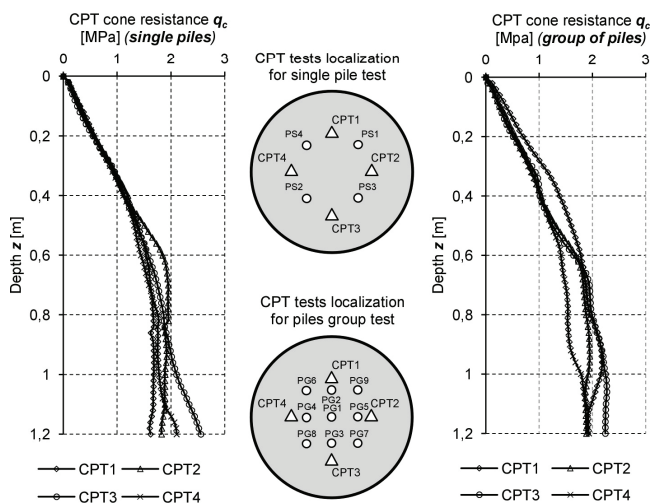 CPT cone resistance qc
[MPa] (single piles)
0 1 2 3
0
0,2
0,4
0,6
0,8
1
1,2
Depth z [m]
CPT1 CPT2
CPT3 CPT4
CPT tests localization
for single pile test
CPT1
PS4 PS1
CPT4 CPT2
PS2 PS3
CPT3
CPT tests localization
for piles group test
CPT1
PG6 PG9
PG2
CPT4 PG4 PG1 PG5 CPT2
PG8 PG3 PG7
CPT3
CPT cone resistance qc
[Mpa] (group of piles)
0 1 2 3
0
0,2
0,4
0,6
0,8
1
1,2
Depth z [m]
CPT1 CPT2
CPT3 CPT4